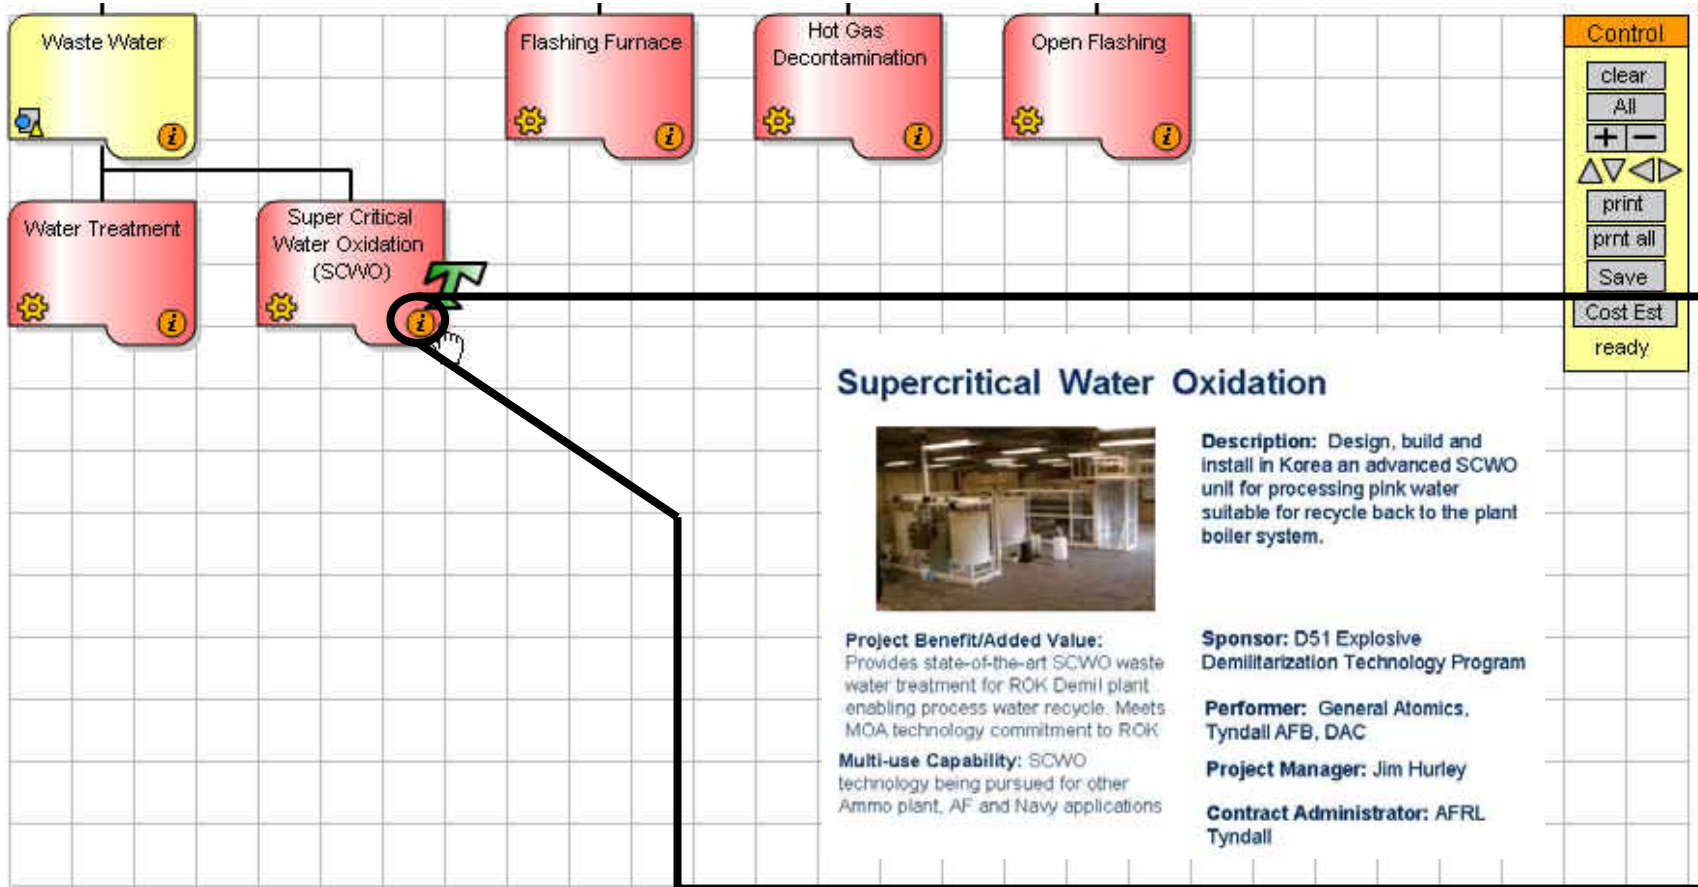 Waste Water
Flashing Furnace
Hot Gas
Decontamination
Open Flashing
Control
clear
All
+ −
print
prnt all
Save
Cost Est
ready
Water Treatment
Super Critical
Water Oxidation
(SCWO)
T
i
i
i
i
i
i
Supercritical Water Oxidation
Description: Design, build and
install in Korea an advanced SCWO
unit for processing pink water
suitable for recycle back to the plant
boiler system.
Project Benefit/Added Value:
Provides state-of-the-art SCWO waste
water treatment for ROK Demil plant
enabling process water recycle. Meets
MOA technology commitment to ROK
Multi-use Capability: SCWO
technology being pursued for other
Ammo plant, AF and Navy applications
Sponsor: D51 Explosive
Demilitarization Technology Program
Performer: General Atomics,
Tyndall AFB, DAC
Project Manager: Jim Hurley
Contract Administrator: AFRL
Tyndall